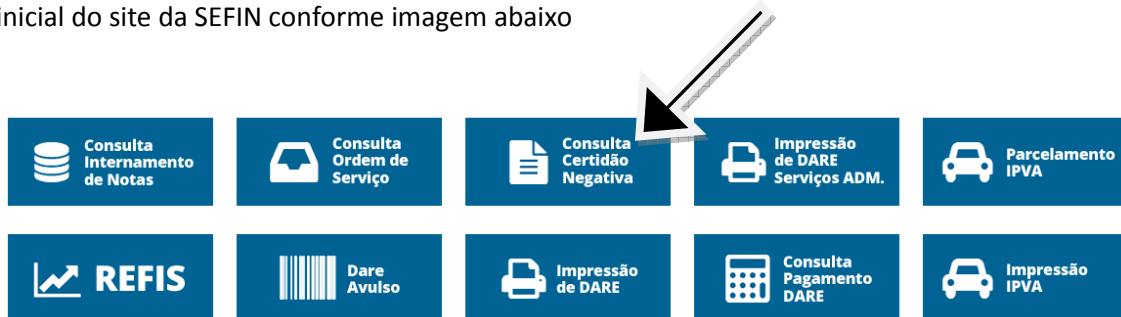 inicial do site da SEFIN conforme imagem abaixo
Consulta
Internamento
de Notas
Consulta
Ordem de
Serviço
Consulta
Certidão
Negativa
Impressão
de DARE
Serviços ADM.
Parcelamento
IPVA
REFIS
Dare
Avulso
Impressão
de DARE
Consulta
Pagamento
DARE
Impressão
IPVA